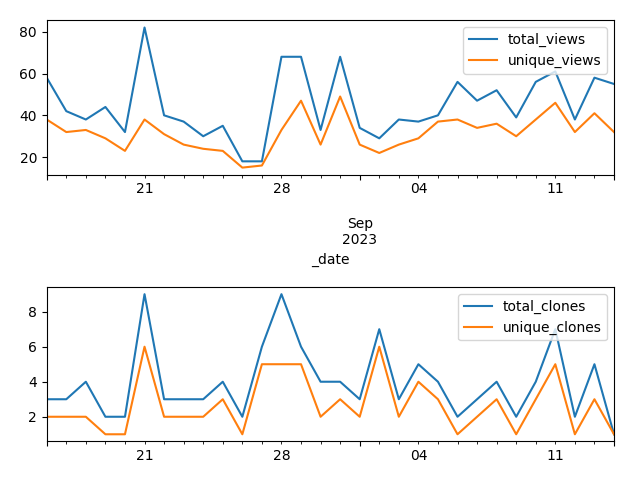 80
60
40
20
total_views
unique_views
21
28
04
11
Sep
2023
_date
8
6
4
2
total_clones
unique_clones
21
28
04
11